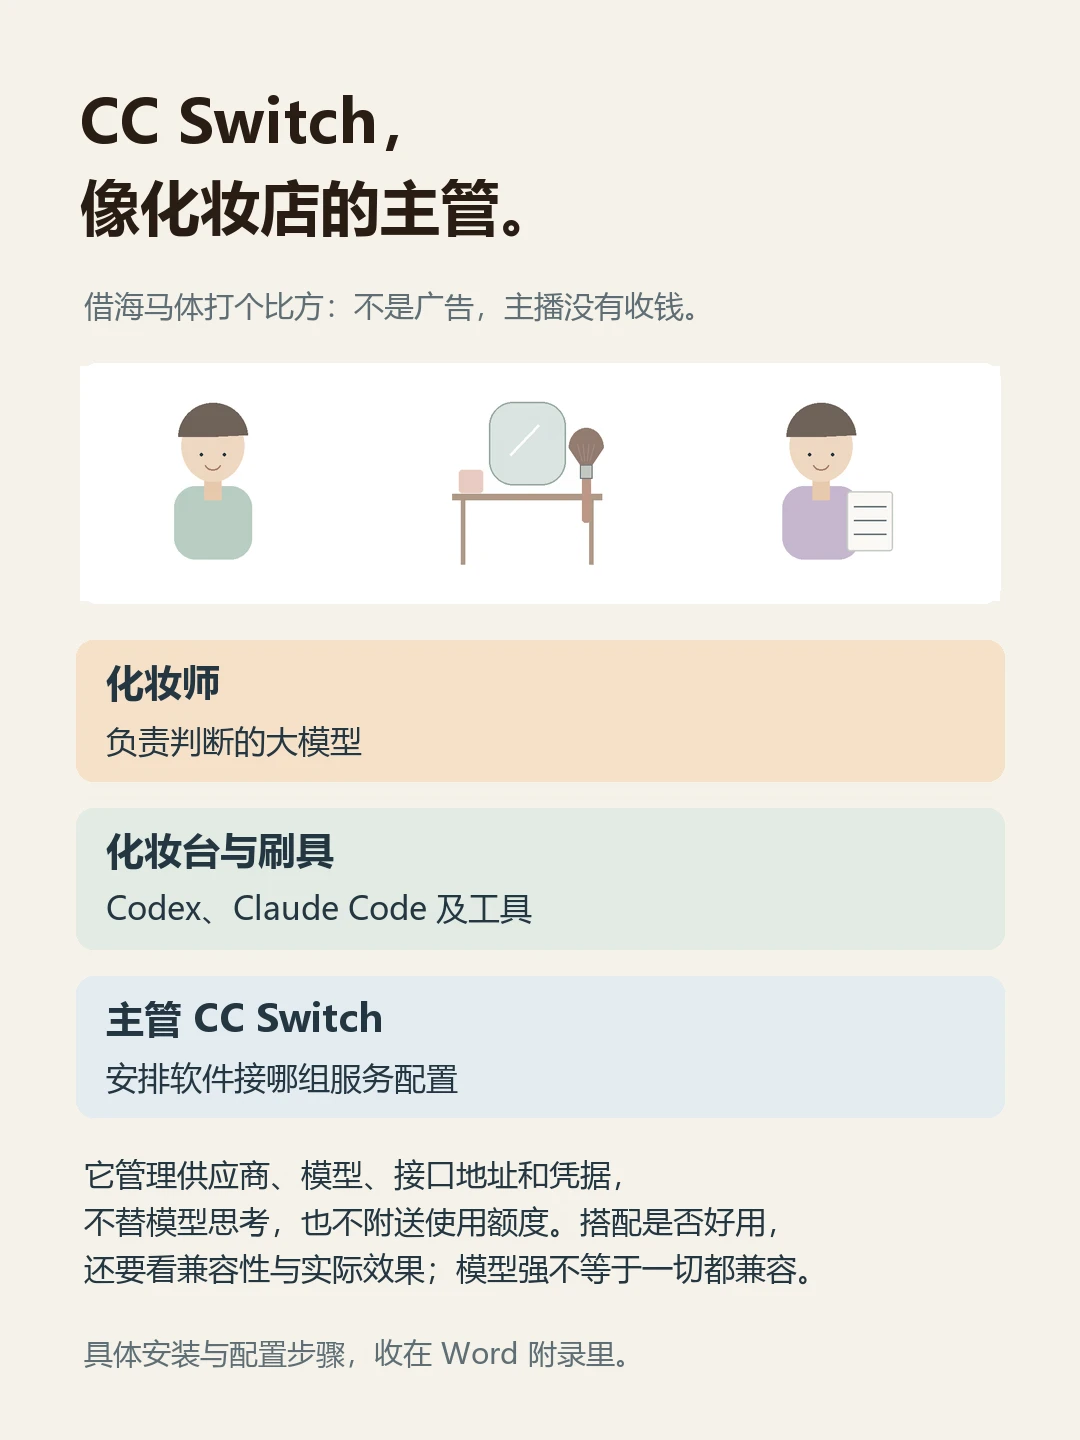 CC Switch，
像化妆店的主管。
借海马体打个比方：不是广告，主播没有收钱。
化妆师
负责判断的大模型
化妆台与刷具
Codex、Claude Code 及工具
主管 CC Switch
安排软件接哪组服务配置
它管理供应商、模型、接口地址和凭据，
不替模型思考，也不附送使用额度。搭配是否好用，
还要看兼容性与实际效果；模型强不等于一切都兼容。
具体安装与配置步骤，收在 Word 附录里。